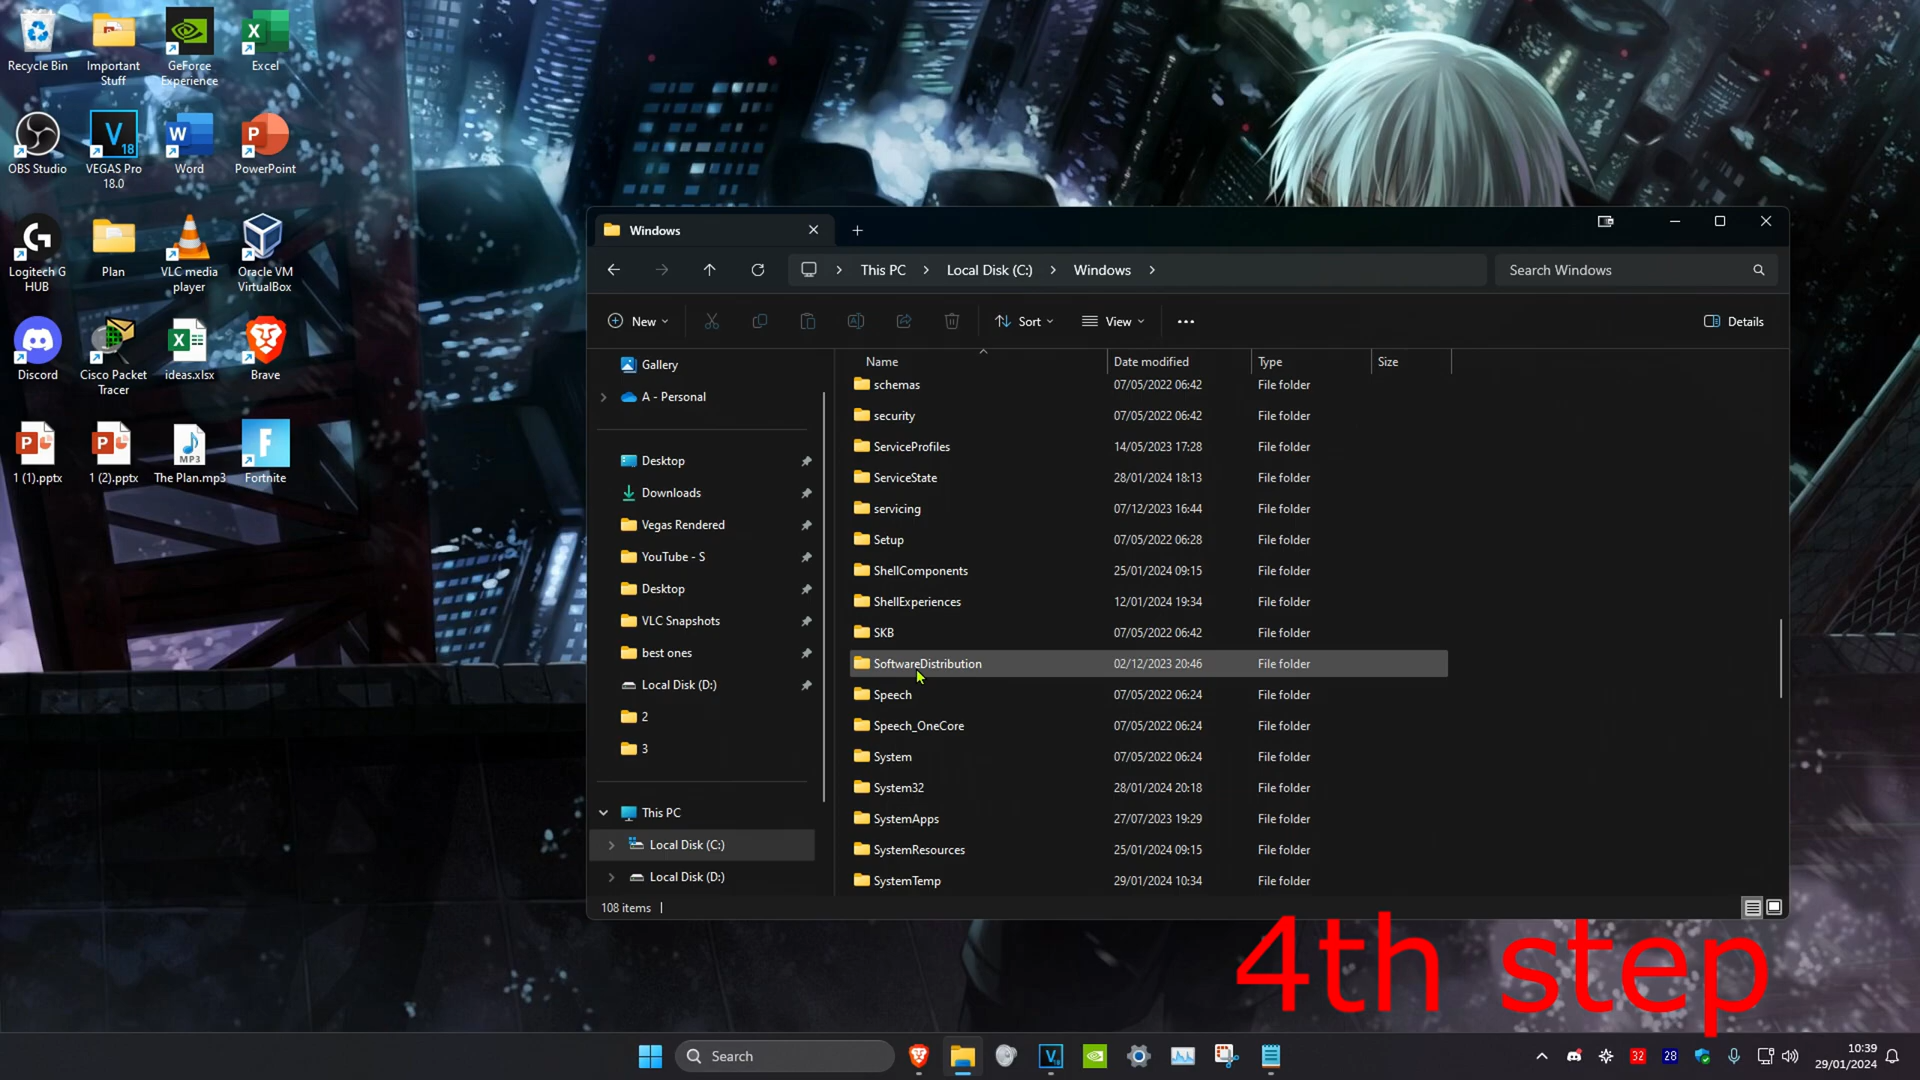 Recycle Bin
Important Stuff
GeForce Experience
Excel
OBS Studio
VEGAS Pro 18.0
Word
PowerPoint
Logitech G HUB
Plan
VLC media player
Oracle VM VirtualBox
Discord
Cisco Packet Tracer
ideas.xlsx
Brave
1 (1).pptx
1 (2).pptx
The Plan.mp3
Fortnite
Windows
This PC > Local Disk (C:) > Windows >
Search Windows
New
Sort
View
Details
Gallery
A - Personal
Desktop
Downloads
Vegas Rendered
YouTube - S
Desktop
VLC Snapshots
best ones
Local Disk (D:)
2
3
This PC
Local Disk (C:)
Local Disk (D:)
108 items
Name Date modified Type Size
schemas 07/05/2022 06:42 File folder
security 07/05/2022 06:42 File folder
ServiceProfiles 14/05/2023 17:28 File folder
ServiceState 28/01/2024 18:13 File folder
servicing 07/12/2023 16:44 File folder
Setup 07/05/2022 06:28 File folder
ShellComponents 25/01/2024 09:15 File folder
ShellExperiences 12/01/2024 19:34 File folder
SKB 07/05/2022 06:42 File folder
SoftwareDistribution 02/12/2023 20:46 File folder
Speech 07/05/2022 06:24 File folder
Speech_OneCore 07/05/2022 06:24 File folder
System 07/05/2022 06:24 File folder
System32 28/01/2024 20:18 File folder
SystemApps 27/07/2023 19:29 File folder
SystemResources 25/01/2024 09:15 File folder
SystemTemp 29/01/2024 10:34 File folder
4th step
Search
32
28
10:39
29/01/2024